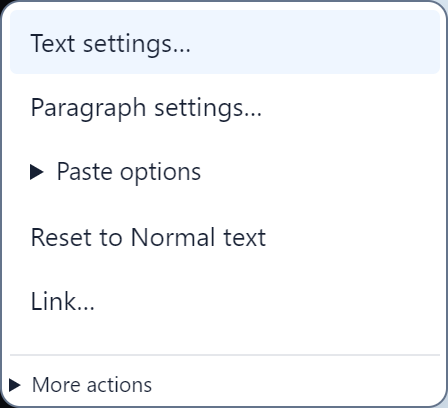 Text settings...
Paragraph settings...
Paste options
Reset to Normal text
Link...
More actions